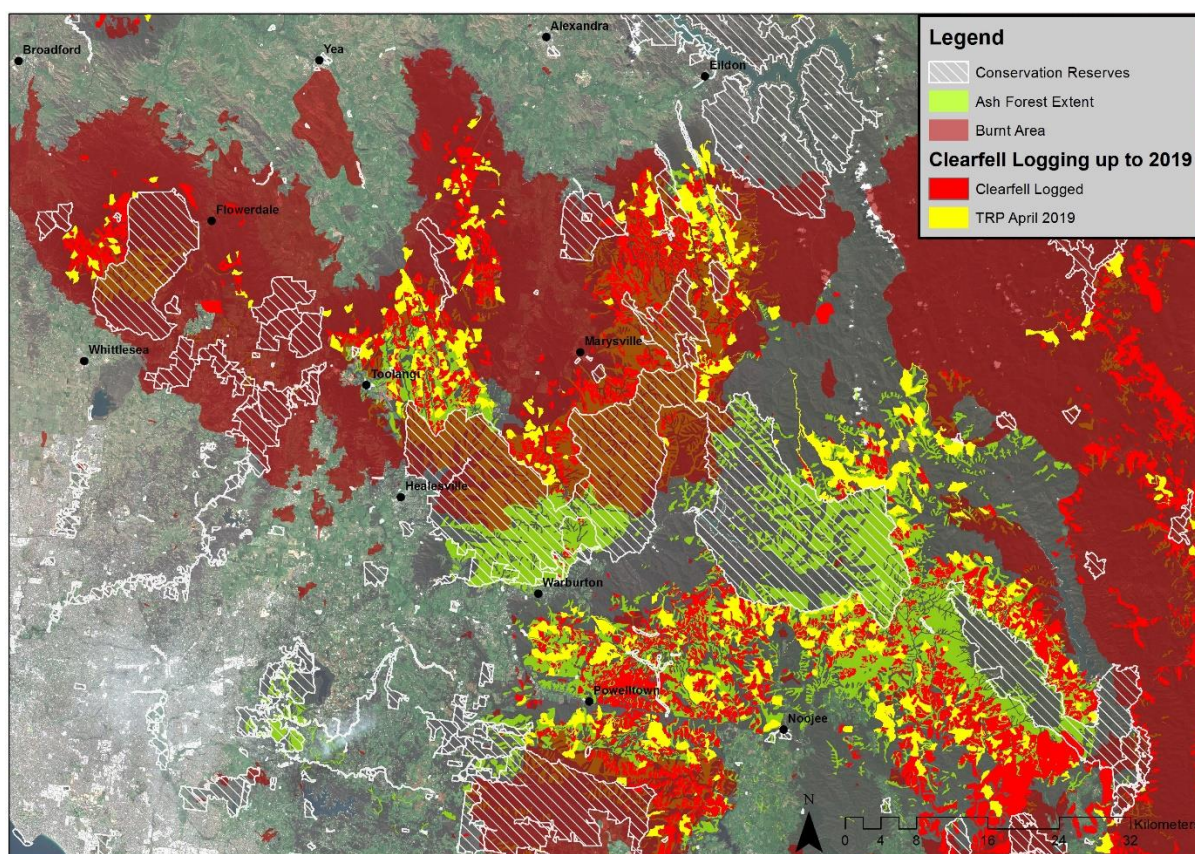 Broadford
Yea
Alexandra
Eildon
Legend
Conservation Reserves
Ash Forest Extent
Burnt Area
Clearfell Logging up to 2019
Clearfell Logged
TRP April 2019
Flowerdale
Whittlesea
Marysville
Toolangi
Healesville
Warburton
Powelltown
Noojee
N
Kilometer
0 4 8 16 24 32